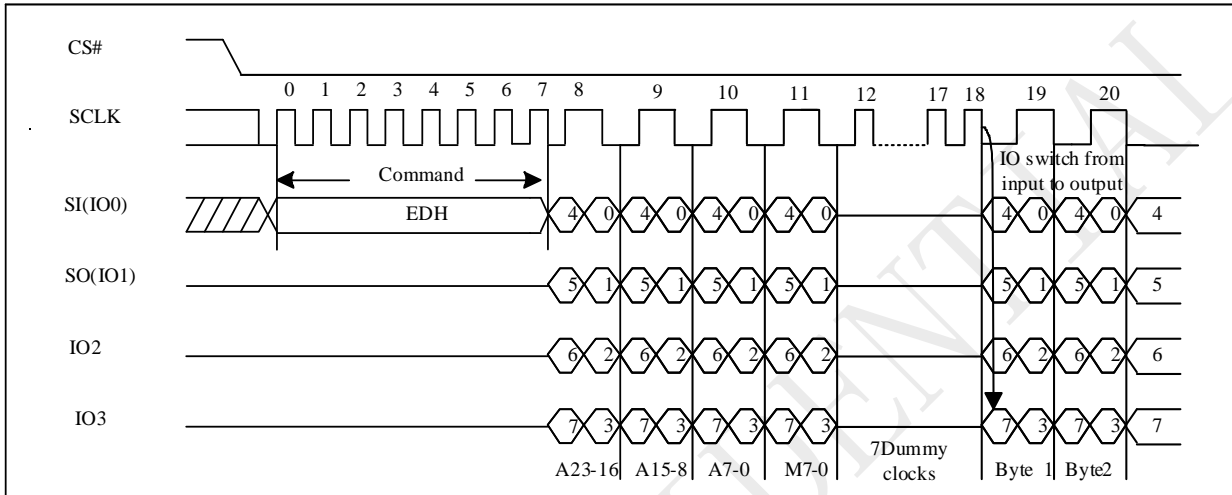 CS#
0 1 2 3 4 5 6 7 8 9 10 11 12 17 18 19 20
SCLK
IO switch from
input to output
Command
SI(IO0) EDH 4 0 4 0 4 0 4 0 4 0 4 0 4
SO(IO1) 5 1 5 1 5 1 5 1 5 1 5 1 5
IO2 6 2 6 2 6 2 6 2 6 2 6 2 6
IO3 7 3 7 3 7 3 7 3 7 3 7 3 7
A23-16 A15-8 A7-0 M7-0 7Dummy
clocks Byte 1 Byte2